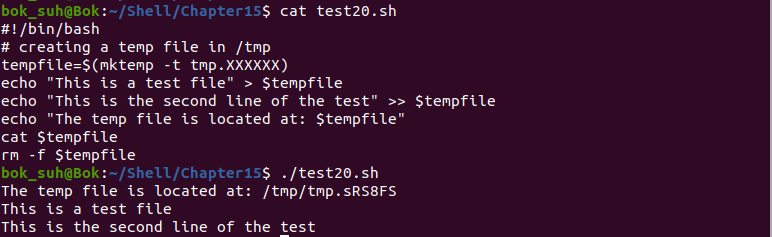 bok_suh@Bok:~/Shell/Chapter15$ cat test20.sh
#!/bin/bash
# creating a temp file in /tmp
tempfile=$(mktemp -t tmp.XXXXXX)
echo "This is a test file" > $tempfile
echo "This is the second line of the test" >> $tempfile
echo "The temp file is located at: $tempfile"
cat $tempfile
rm -f $tempfile
bok_suh@Bok:~/Shell/Chapter15$ ./test20.sh
The temp file is located at: /tmp/tmp.sRS8FS
This is a test file
This is the second line of the test